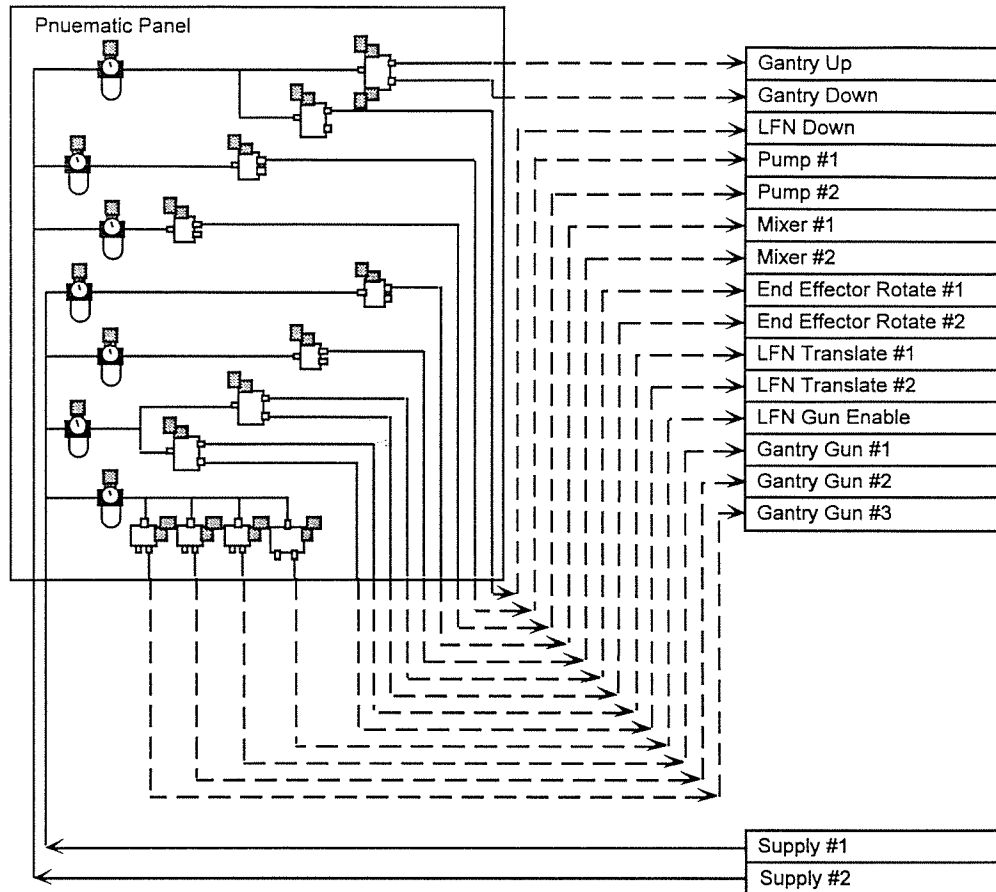 Pnuematic Panel
Gantry Up
Gantry Down
LFN Down
Pump #1
Pump #2
Mixer #1
Mixer #2
End Effector Rotate #1
End Effector Rotate #2
LFN Translate #1
LFN Translate #2
LFN Gun Enable
Gantry Gun #1
Gantry Gun #2
Gantry Gun #3
Supply #1
Supply #2